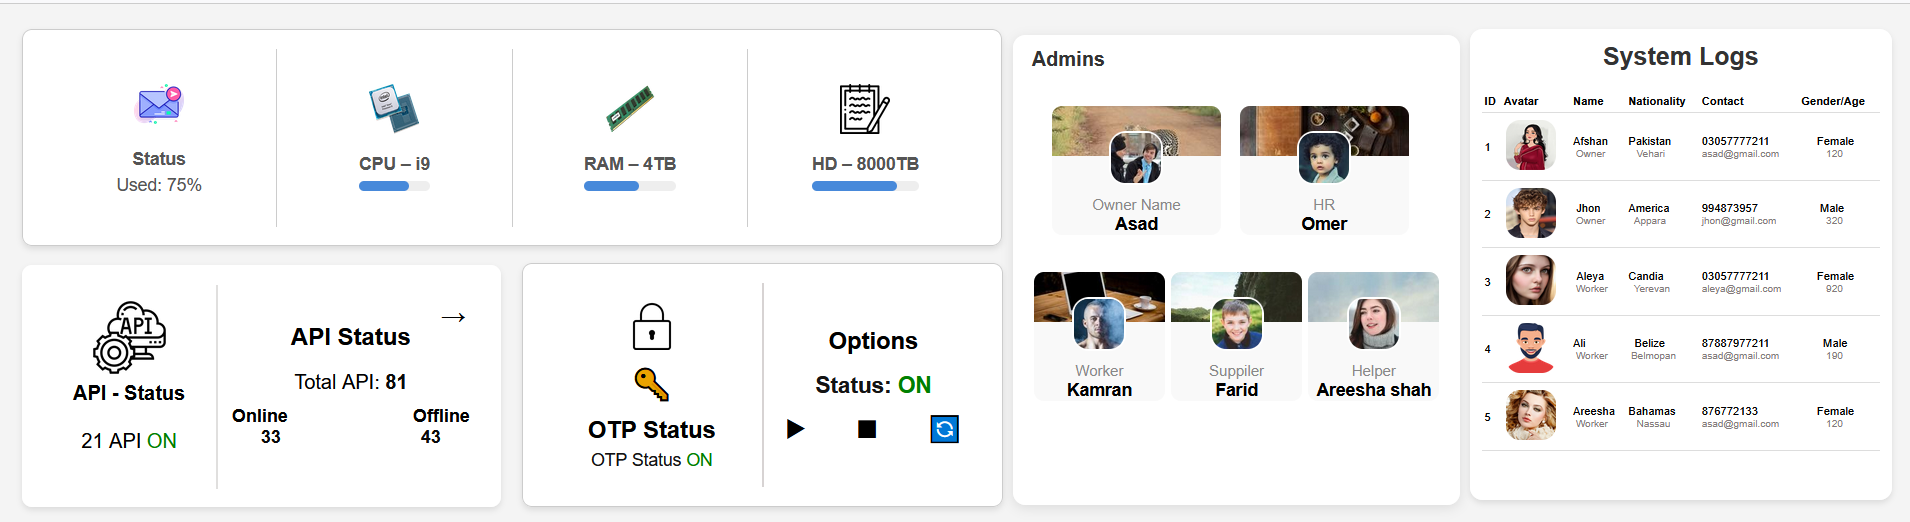 Status
Used: 75%
CPU – i9
RAM – 4TB
HD – 8000TB
API
API - Status
21 API ON
→
API Status
Total API: 81
Online Offline
33 43
OTP Status
OTP Status ON
Options
Status: ON
Admins
Owner Name
Asad
HR
Omer
Worker
Kamran
Suppiler
Farid
Helper
Areesha shah
System Logs
ID Avatar Name Nationality Contact Gender/Age
1 Afshan Pakistan 03057777211 Female
Owner Vehari asad@gmail.com 120
2 Jhon America 994873957 Male
Owner Appara jhon@gmail.com 320
3 Aleya Candia 03057777211 Female
Worker Yerevan aleya@gmail.com 920
4 Ali Belize 87887977211 Male
Worker Belmopan asad@gmail.com 190
5 Areesha Bahamas 876772133 Female
Worker Nassau asad@gmail.com 120